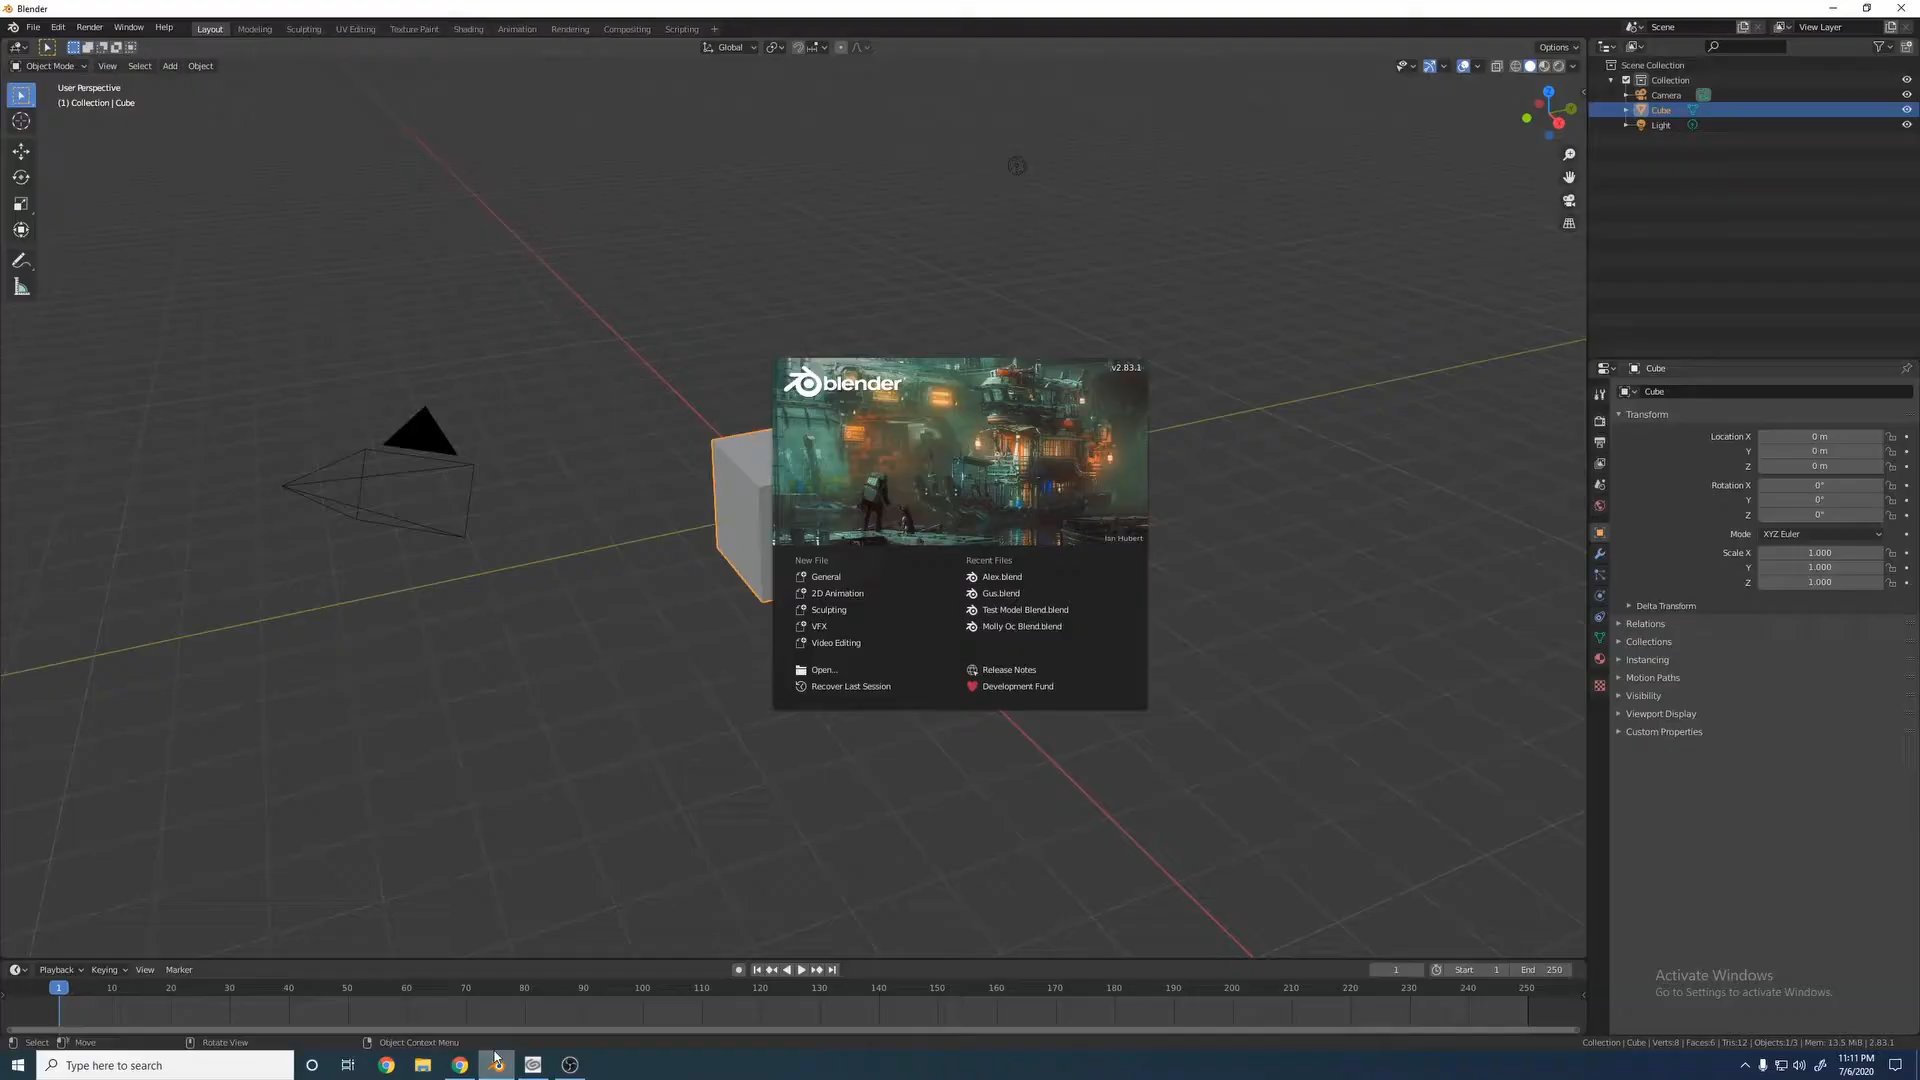 Blender
File Edit Render Window Help Layout Modeling Sculpting UV Editing Texture Paint Shading Animation Rendering Compositing Scripting + Scene View Layer
Global Options
Object Mode View Select Add Object
User Perspective
(1) Collection | Cube
Scene Collection
Collection
Camera
Cube
Light
Z
blender
v2.83.1
New File
General
2D Animation
Sculpting
VFX
Video Editing
Open...
Recover Last Session
Recent Files
Alex.blend
Gus.blend
Test Model Blend.blend
Molly Oc Blend.blend
Release Notes
Development Fund
Cube
Cube
Transform
Location X 0 m
Y 0 m
Z 0 m
Rotation X 0°
Y 0°
Z 0°
Mode XYZ Euler
Scale X 1.000
Y 1.000
Z 1.000
Delta Transform
Relations
Collections
Instancing
Motion Paths
Visibility
Viewport Display
Custom Properties
Activate Windows
Go to Settings to activate Windows.
Playback Keying View Marker 1 Start 1 End 250
1 10 20 30 40 50 60 70 80 90 100 110 120 130 140 150 160 170 180 190 200 210 220 230 240 250
Select Move Rotate View Object Context Menu Collection | Cube | Verts:8 | Faces:6 | Tris:12 | Objects:1/3 | Mem: 13.5 MiB | 2.83.1
Type here to search
11:11 PM
7/6/2020